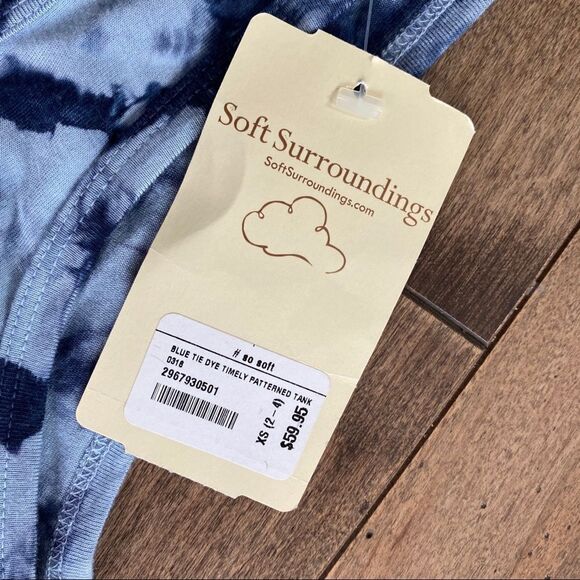 Soft Surroundings
SoftSurroundings.com
# so soft
BLUE TIE DYE TIMELY PATTERNED TANK
0318
2967930501
XS (2-4)
$59.95